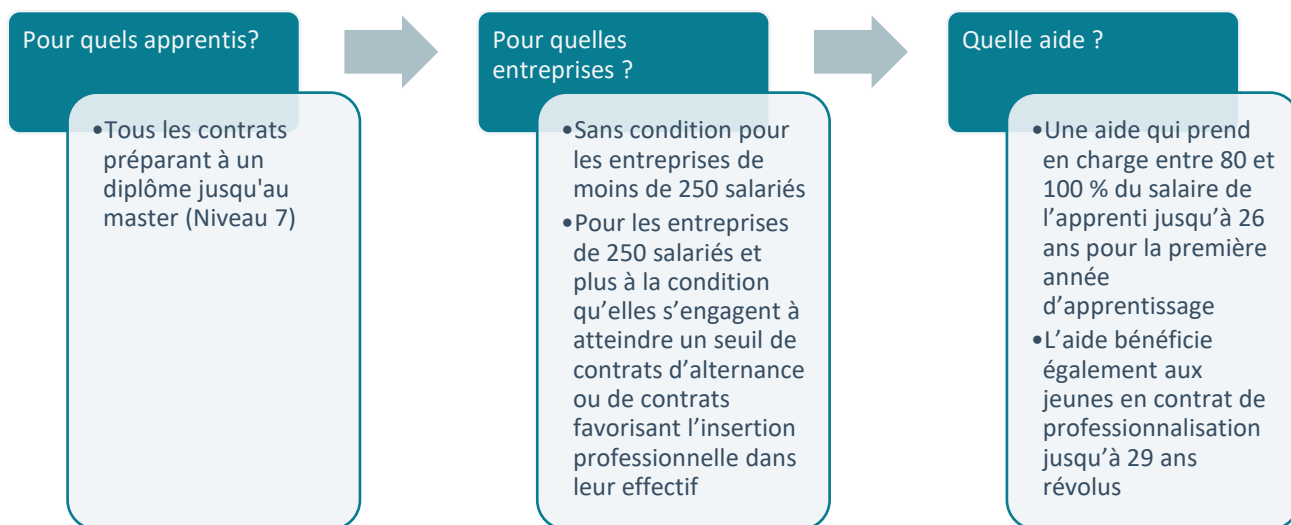 Pour quels apprentis?
•Tous les contrats
préparant à un
diplôme jusqu'au
master (Niveau 7)
Pour quelles
entreprises ?
•Sans condition pour
les entreprises de
moins de 250 salariés
•Pour les entreprises
de 250 salariés et
plus à la condition
qu’elles s’engagent à
atteindre un seuil de
contrats d’alternance
ou de contrats
favorisant l’insertion
professionnelle dans
leur effectif
Quelle aide ?
•Une aide qui prend
en charge entre 80 et
100 % du salaire de
l’apprenti jusqu’à 26
ans pour la première
année
d’apprentissage
•L’aide bénéficie
également aux
jeunes en contrat de
professionnalisation
jusqu’à 29 ans
révolus